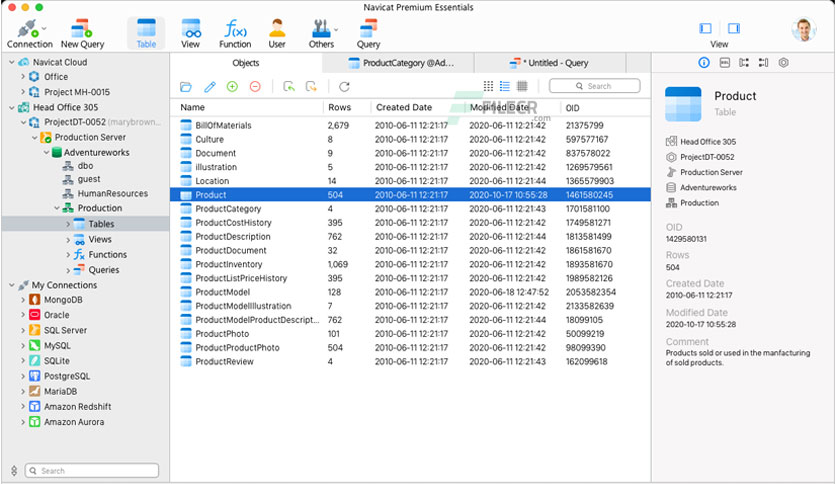 Navicat Premium Essentials
Connection New Query Table View Function User Others Query View
Objects ProductCategory @Ad... * Untitled - Query
Search
Name Rows Created Date Modified Date OID
FILECR
.com
BillOfMaterials 2,679 2010-06-11 12:21:17 2020-06-11 12:21:42 21375799
Culture 8 2010-06-11 12:21:17 2020-06-11 12:21:42 597577167
Document 9 2010-06-11 12:21:17 2020-06-11 12:21:44 837578022
illustration 5 2010-06-11 12:21:17 2020-06-11 12:21:42 1269579561
Location 14 2010-06-11 12:21:17 2020-06-11 12:21:44 1365579903
Product 504 2010-06-11 12:21:17 2020-10-17 10:55:28 1461580245
ProductCategory 4 2010-06-11 12:21:17 2020-06-11 12:21:43 1701581100
ProductCostHistory 395 2010-06-11 12:21:17 2020-06-11 12:21:42 1749581271
ProductDescription 762 2010-06-11 12:21:17 2020-06-11 12:21:44 1813581499
ProductDocument 32 2010-06-11 12:21:17 2020-06-11 12:21:42 1861581670
ProductInventory 1,069 2010-06-11 12:21:17 2020-06-11 12:21:42 1893581670
ProductListPriceHistory 395 2010-06-11 12:21:17 2020-06-11 12:21:42 1989582126
ProductModel 128 2010-06-11 12:21:17 2020-06-18 12:47:52 2053582354
ProductModelIllustration 7 2010-06-11 12:21:17 2020-06-11 12:21:42 2133582639
ProductModelProductDescript... 762 2010-06-11 12:21:17 2020-06-11 12:21:44 18099105
ProductPhoto 101 2010-06-11 12:21:17 2020-06-11 12:21:42 50099219
ProductProductPhoto 504 2010-06-11 12:21:17 2020-06-11 12:21:42 98099390
ProductReview 4 2010-06-11 12:21:17 2020-06-11 12:21:43 162099618
Navicat Cloud
Office
Project MH-0015
Head Office 305
ProjectDT-0052 (marybrown...
Production Server
Adventureworks
dbo
guest
HumanResources
Production
Tables
Views
Functions
Queries
My Connections
MongoDB
Oracle
SQL Server
MySQL
SQLite
PostgreSQL
MariaDB
Amazon Redshift
Amazon Aurora
Search
Product
Table
Head Office 305
ProjectDT-0052
Production Server
Adventureworks
Production
OID
1429580131
Rows
504
Created Date
2010-06-11 12:21:17
Modified Date
2020-10-17 10:55:28
Comment
Products sold or used in the manfacturing
of sold products.